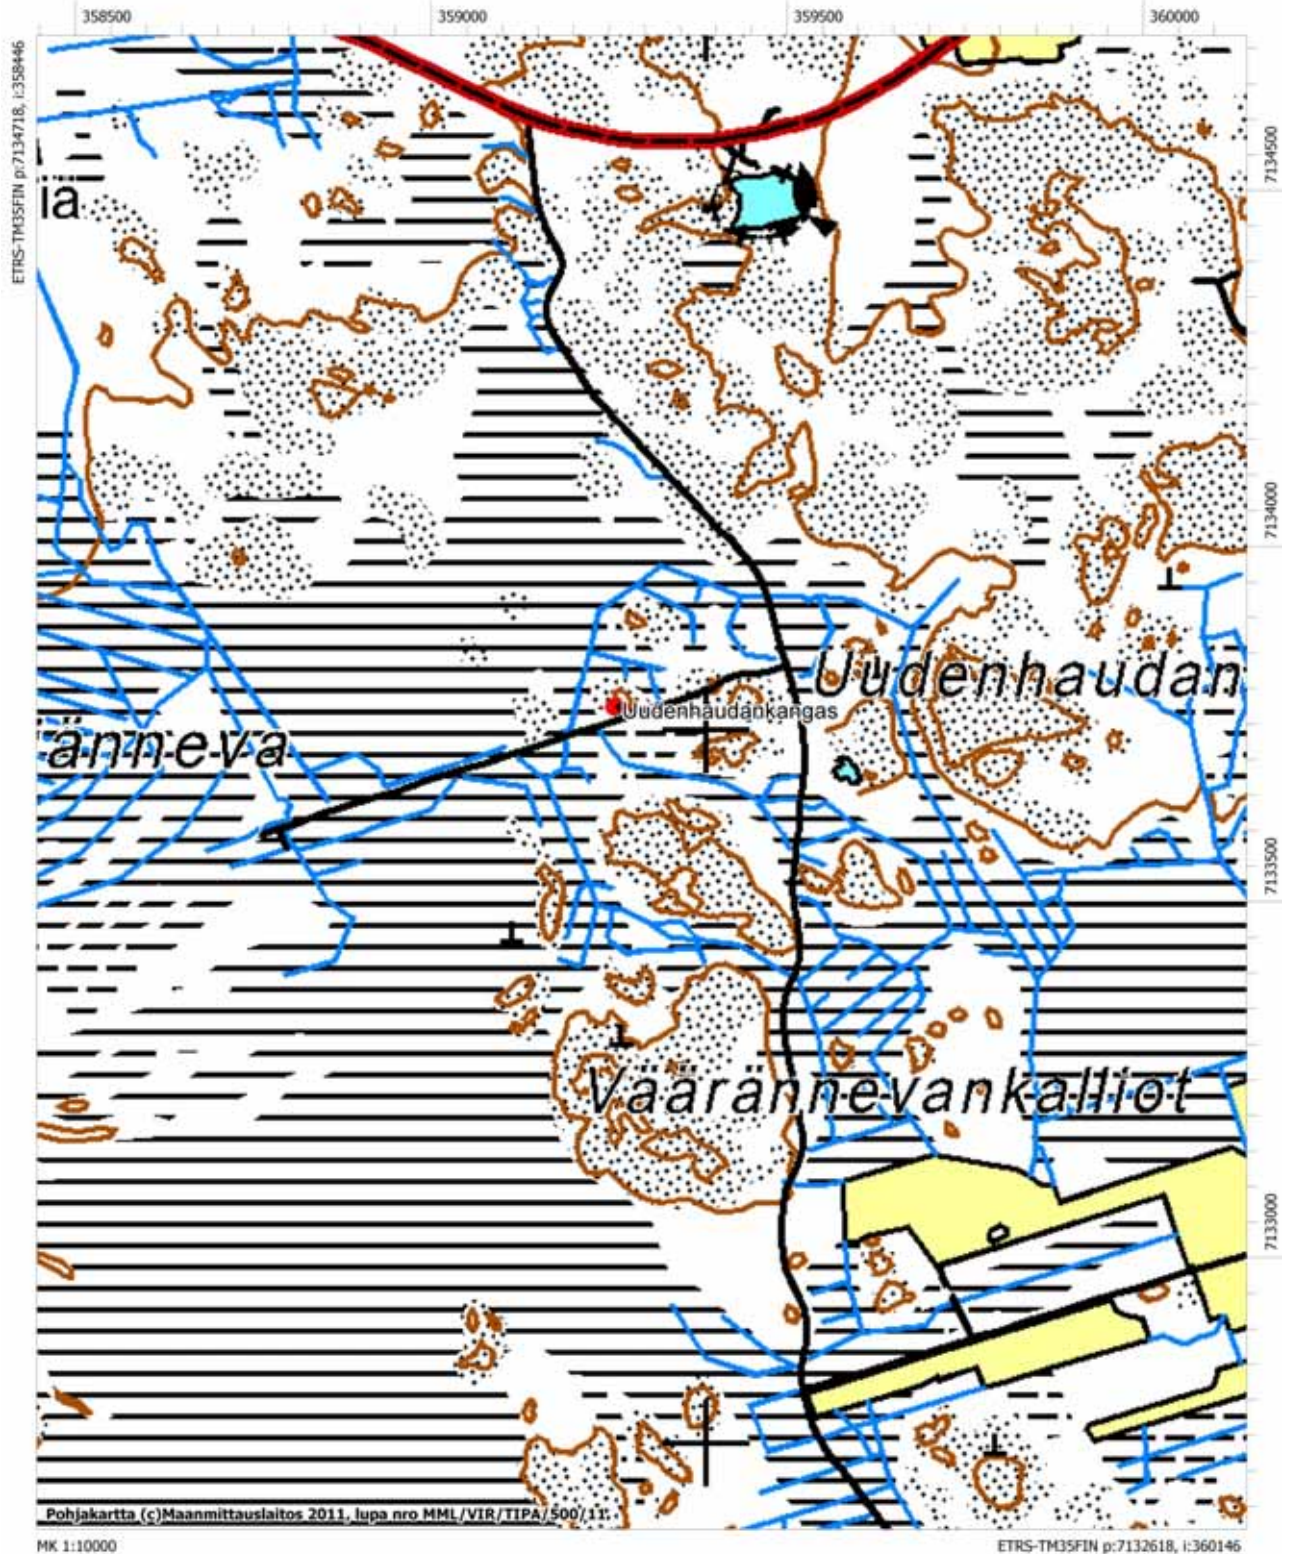 358500 359000 359500 360000
ETRS-TM35FIN p:7134718, i:358446
7134500
iä
7134000
Uudenhaudan
Uudenhaudankangas
änneva
7133500
Väärännevankalliot
7133000
Pohjakartta (c)Maanmittauslaitos 2011, lupa nro MML/VIR/TIPA/500/11.
MK 1:10000
ETRS-TM35FIN p:7132618, i:360146